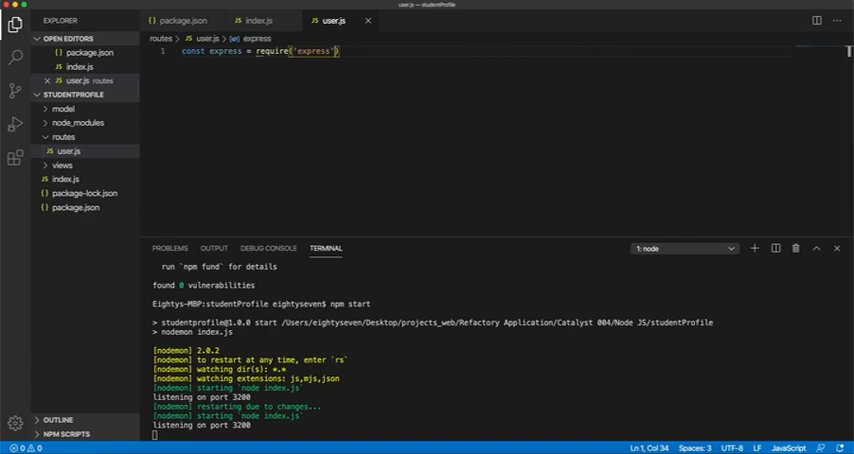 user.js — studentProfile
EXPLORER
OPEN EDITORS
package.json
index.js
user.js routes
STUDENTPROFILE
model
node_modules
routes
JS user.js
views
JS index.js
{} package-lock.json
{} package.json
OUTLINE
NPM SCRIPTS
{} package.json
JS index.js
JS user.js
routes > JS user.js > express
1 const express = require('express')
PROBLEMS OUTPUT DEBUG CONSOLE TERMINAL
1: node
run `npm fund` for details
found 0 vulnerabilities
Eightys-MBP:studentProfile eightyseven$ npm start
> studentprofile@1.0.0 start /Users/eightyseven/Desktop/projects_web/Refactory Application/Catalyst 004/Node JS/studentProfile
> nodemon index.js
[nodemon] 2.0.2
[nodemon] to restart at any time, enter `rs`
[nodemon] watching dir(s): *.*
[nodemon] watching extensions: js,mjs,json
[nodemon] starting `node index.js`
listening on port 3200
[nodemon] restarting due to changes...
[nodemon] starting `node index.js`
listening on port 3200
0 0
Ln 1, Col 34 Spaces: 3 UTF-8 LF JavaScript